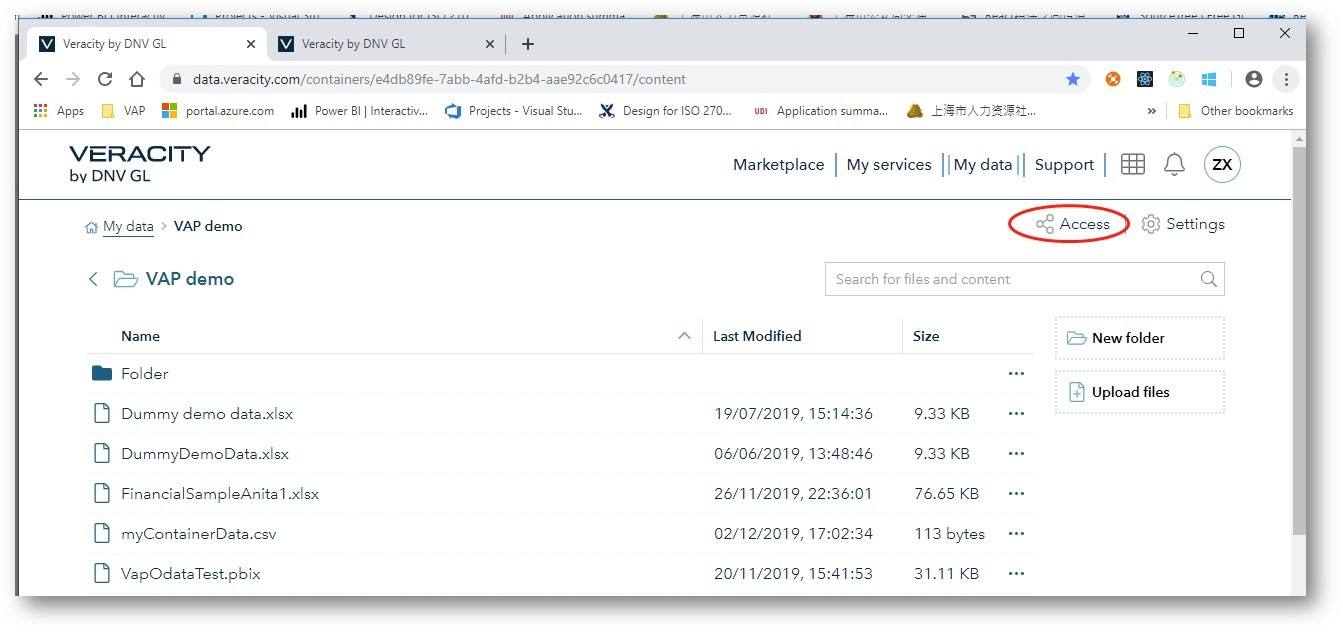 Veracity by DNV GL
Veracity by DNV GL
data.veracity.com/containers/e4db89fe-7abb-4afd-b2b4-aae92c6c0417/content
Apps VAP portal.azure.com Power BI | Interactiv... Projects - Visual Stu... Design for ISO 270... UDI Application summa... 上海市人力资源社... » Other bookmarks
VERACITY
by DNV GL
Marketplace My services My data Support ZX
My data > VAP demo Access Settings
VAP demo Search for files and content
Name Last Modified Size
New folder
Folder
Upload files
Dummy demo data.xlsx 19/07/2019, 15:14:36 9.33 KB
DummyDemoData.xlsx 06/06/2019, 13:48:46 9.33 KB
FinancialSampleAnita1.xlsx 26/11/2019, 22:36:01 76.65 KB
myContainerData.csv 02/12/2019, 17:02:34 113 bytes
VapOdataTest.pbix 20/11/2019, 15:41:53 31.11 KB